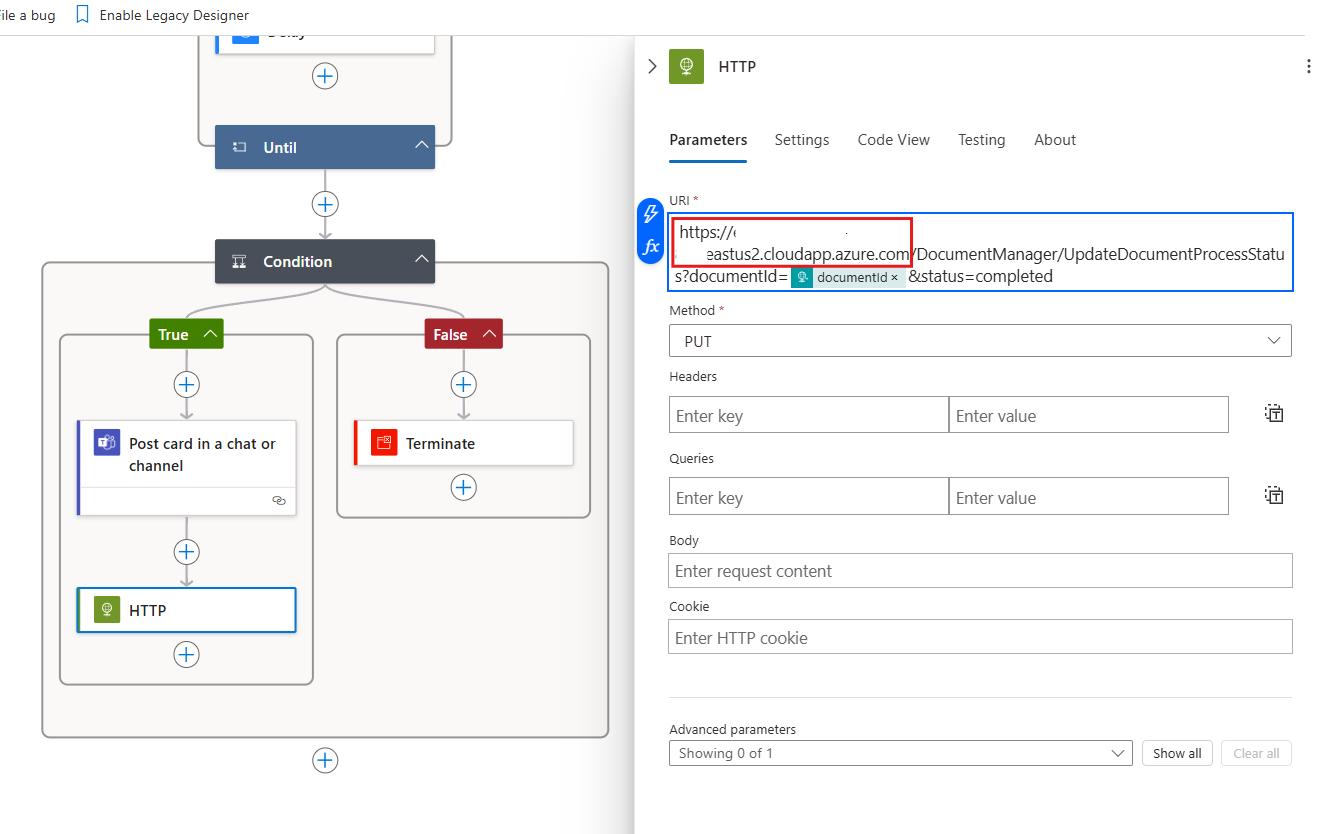 ile a bug
Enable Legacy Designer
Delay
Until
Condition
True
False
Post card in a chat or
channel
Terminate
HTTP
HTTP
Parameters
Settings
Code View
Testing
About
URI *
https://
eastus2.cloudapp.azure.com/DocumentManager/UpdateDocumentProcessStatu
s?documentId= documentId × &status=completed
Method *
PUT
Headers
Enter key
Enter value
Queries
Enter key
Enter value
Body
Enter request content
Cookie
Enter HTTP cookie
Advanced parameters
Showing 0 of 1
Show all
Clear all